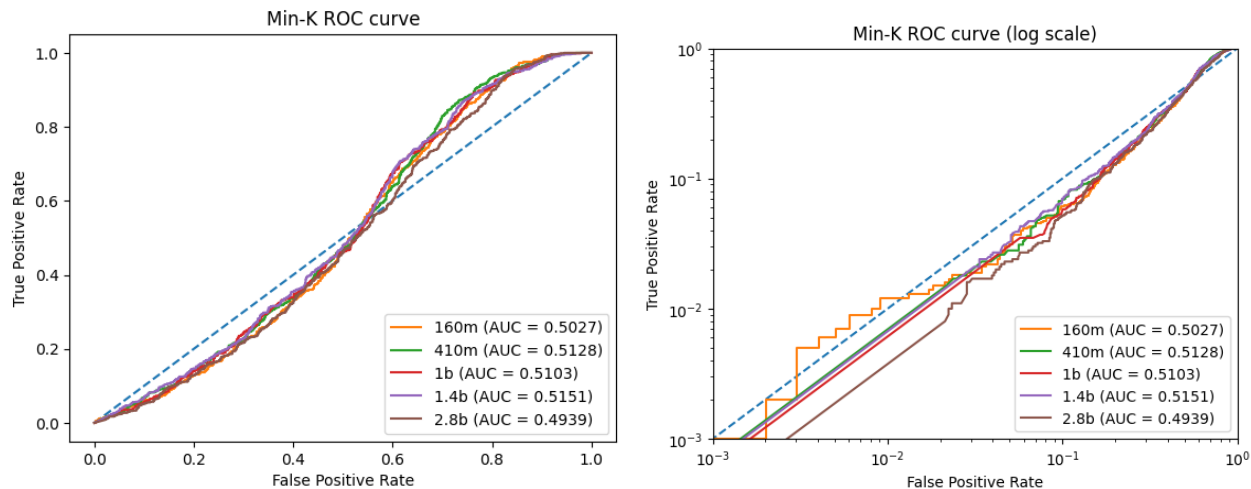 Min-K ROC curve
True Positive Rate
1.0
0.8
0.6
0.4
0.2
0.0
160m (AUC = 0.5027)
410m (AUC = 0.5128)
1b (AUC = 0.5103)
1.4b (AUC = 0.5151)
2.8b (AUC = 0.4939)
0.0 0.2 0.4 0.6 0.8 1.0
False Positive Rate
Min-K ROC curve (log scale)
True Positive Rate
10⁰
10⁻¹
10⁻²
10⁻³
160m (AUC = 0.5027)
410m (AUC = 0.5128)
1b (AUC = 0.5103)
1.4b (AUC = 0.5151)
2.8b (AUC = 0.4939)
10⁻³ 10⁻² 10⁻¹ 10⁰
False Positive Rate